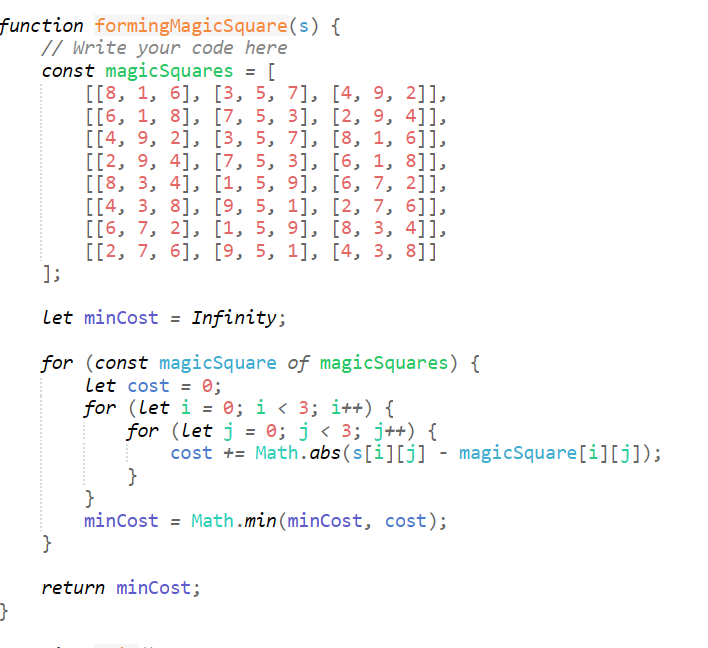 function formingMagicSquare(s) {
// Write your code here
const magicSquares = [
[[8, 1, 6], [3, 5, 7], [4, 9, 2]],
[[6, 1, 8], [7, 5, 3], [2, 9, 4]],
[[4, 9, 2], [3, 5, 7], [8, 1, 6]],
[[2, 9, 4], [7, 5, 3], [6, 1, 8]],
[[8, 3, 4], [1, 5, 9], [6, 7, 2]],
[[4, 3, 8], [9, 5, 1], [2, 7, 6]],
[[6, 7, 2], [1, 5, 9], [8, 3, 4]],
[[2, 7, 6], [9, 5, 1], [4, 3, 8]]
];
let minCost = Infinity;
for (const magicSquare of magicSquares) {
let cost = 0;
for (let i = 0; i < 3; i++) {
for (let j = 0; j < 3; j++) {
cost += Math.abs(s[i][j] - magicSquare[i][j]);
}
}
minCost = Math.min(minCost, cost);
}
return minCost;
}